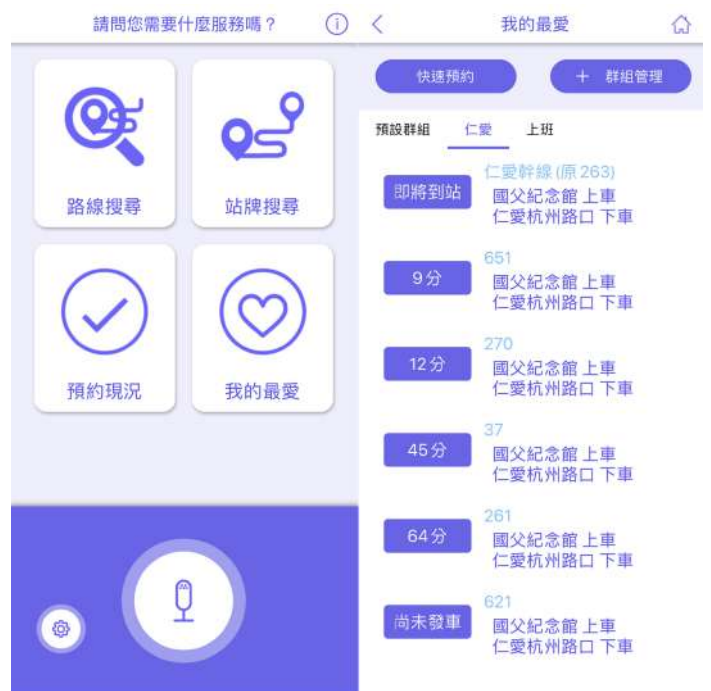 請問您需要什麼服務嗎？
路線搜尋
站牌搜尋
預約現況
我的最愛
我的最愛
快速預約
＋ 群組管理
預設群組 仁愛 上班
即將到站
仁愛幹線 (原 263)
國父紀念館 上車
仁愛杭州路口 下車
9 分
651
國父紀念館 上車
仁愛杭州路口 下車
12 分
270
國父紀念館 上車
仁愛杭州路口 下車
45 分
37
國父紀念館 上車
仁愛杭州路口 下車
64 分
261
國父紀念館 上車
仁愛杭州路口 下車
尚未發車
621
國父紀念館 上車
仁愛杭州路口 下車